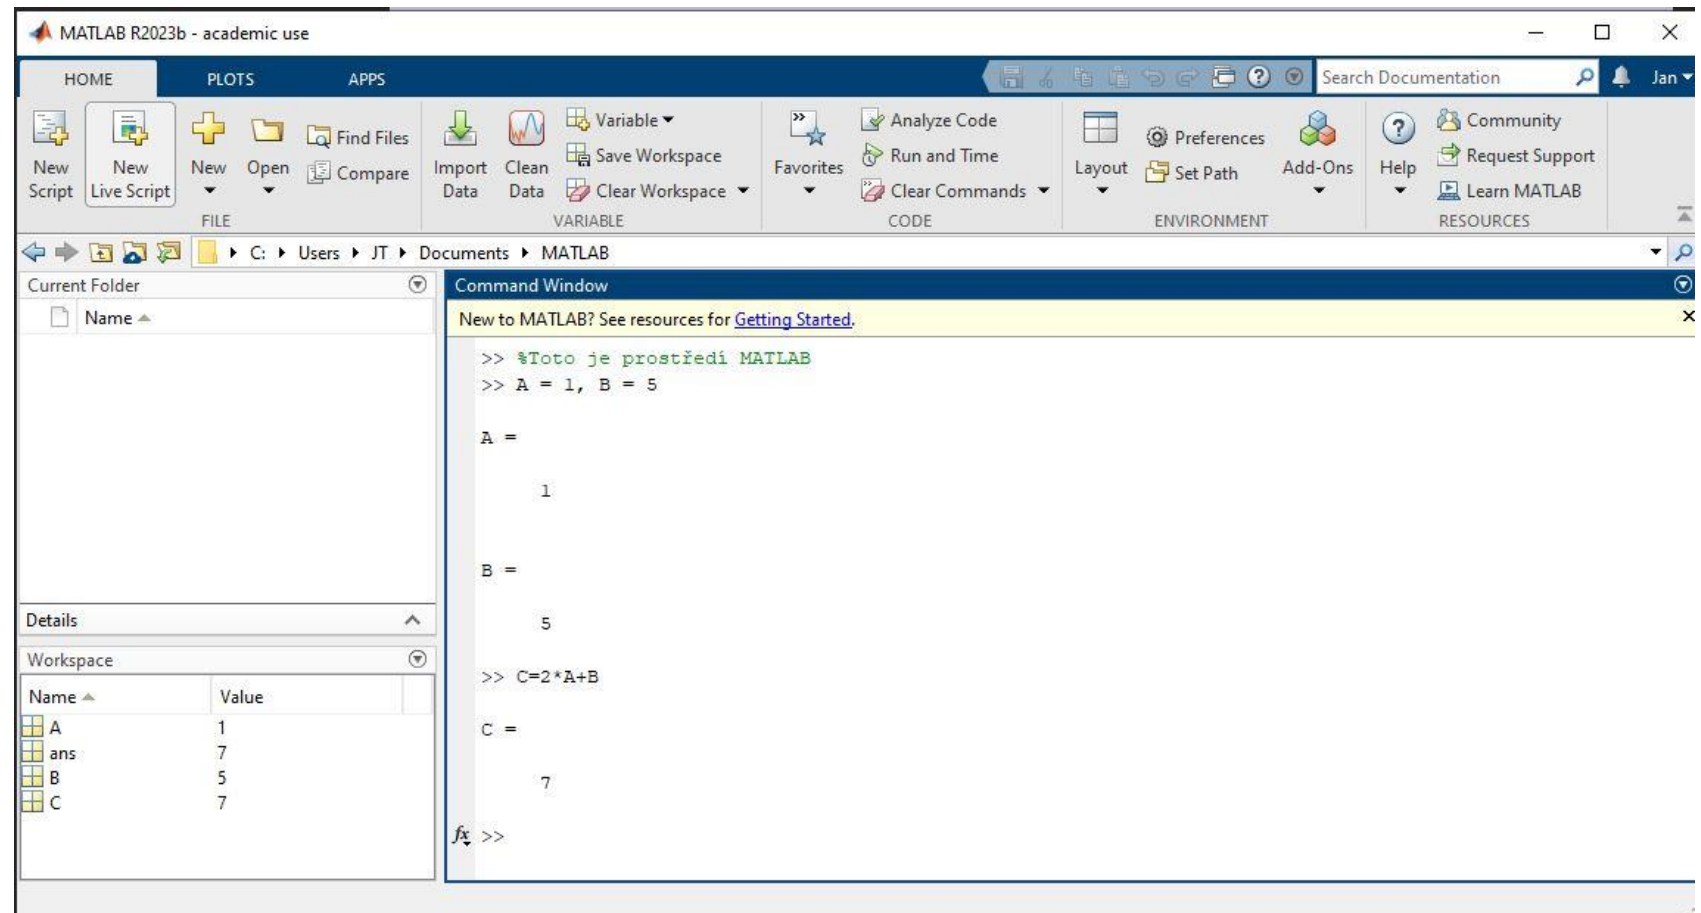 MATLAB R2023b - academic use
HOME PLOTS APPS Search Documentation Jan
New Script
New Live Script
New
Open
Find Files
Compare
FILE
Import Data
Clean Data
Variable
Save Workspace
Clear Workspace
VARIABLE
Favorites
Analyze Code
Run and Time
Clear Commands
CODE
Layout
Preferences
Set Path
Add-Ons
ENVIRONMENT
Help
Community
Request Support
Learn MATLAB
RESOURCES
C: Users JT Documents MATLAB
Current Folder
Name
Details
Workspace
Name Value
A 1
ans 7
B 5
C 7
Command Window
New to MATLAB? See resources for Getting Started.
>> %Toto je prostředí MATLAB
>> A = 1, B = 5
A =
1
B =
5
>> C=2*A+B
C =
7
fx >>